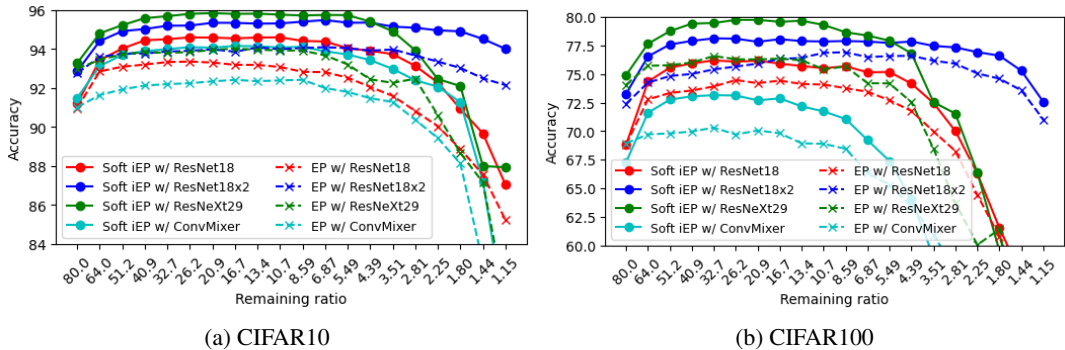 96
94
92
90
88
86
84
Accuracy
Soft iEP w/ ResNet18
Soft iEP w/ ResNet18x2
Soft iEP w/ ResNeXt29
Soft iEP w/ ConvMixer
EP w/ ResNet18
EP w/ ResNet18x2
EP w/ ResNeXt29
EP w/ ConvMixer
80.0 64.0 51.2 40.9 32.7 26.2 20.9 16.7 13.4 10.7 8.59 6.87 5.49 4.39 3.51 2.81 2.25 1.80 1.44 1.15
Remaining ratio
(a) CIFAR10
80.0
77.5
75.0
72.5
70.0
67.5
65.0
62.5
60.0
Accuracy
Soft iEP w/ ResNet18
Soft iEP w/ ResNet18x2
Soft iEP w/ ResNeXt29
Soft iEP w/ ConvMixer
EP w/ ResNet18
EP w/ ResNet18x2
EP w/ ResNeXt29
EP w/ ConvMixer
80.0 64.0 51.2 40.9 32.7 26.2 20.9 16.7 13.4 10.7 8.59 6.87 5.49 4.39 3.51 2.81 2.25 1.80 1.44 1.15
Remaining ratio
(b) CIFAR100